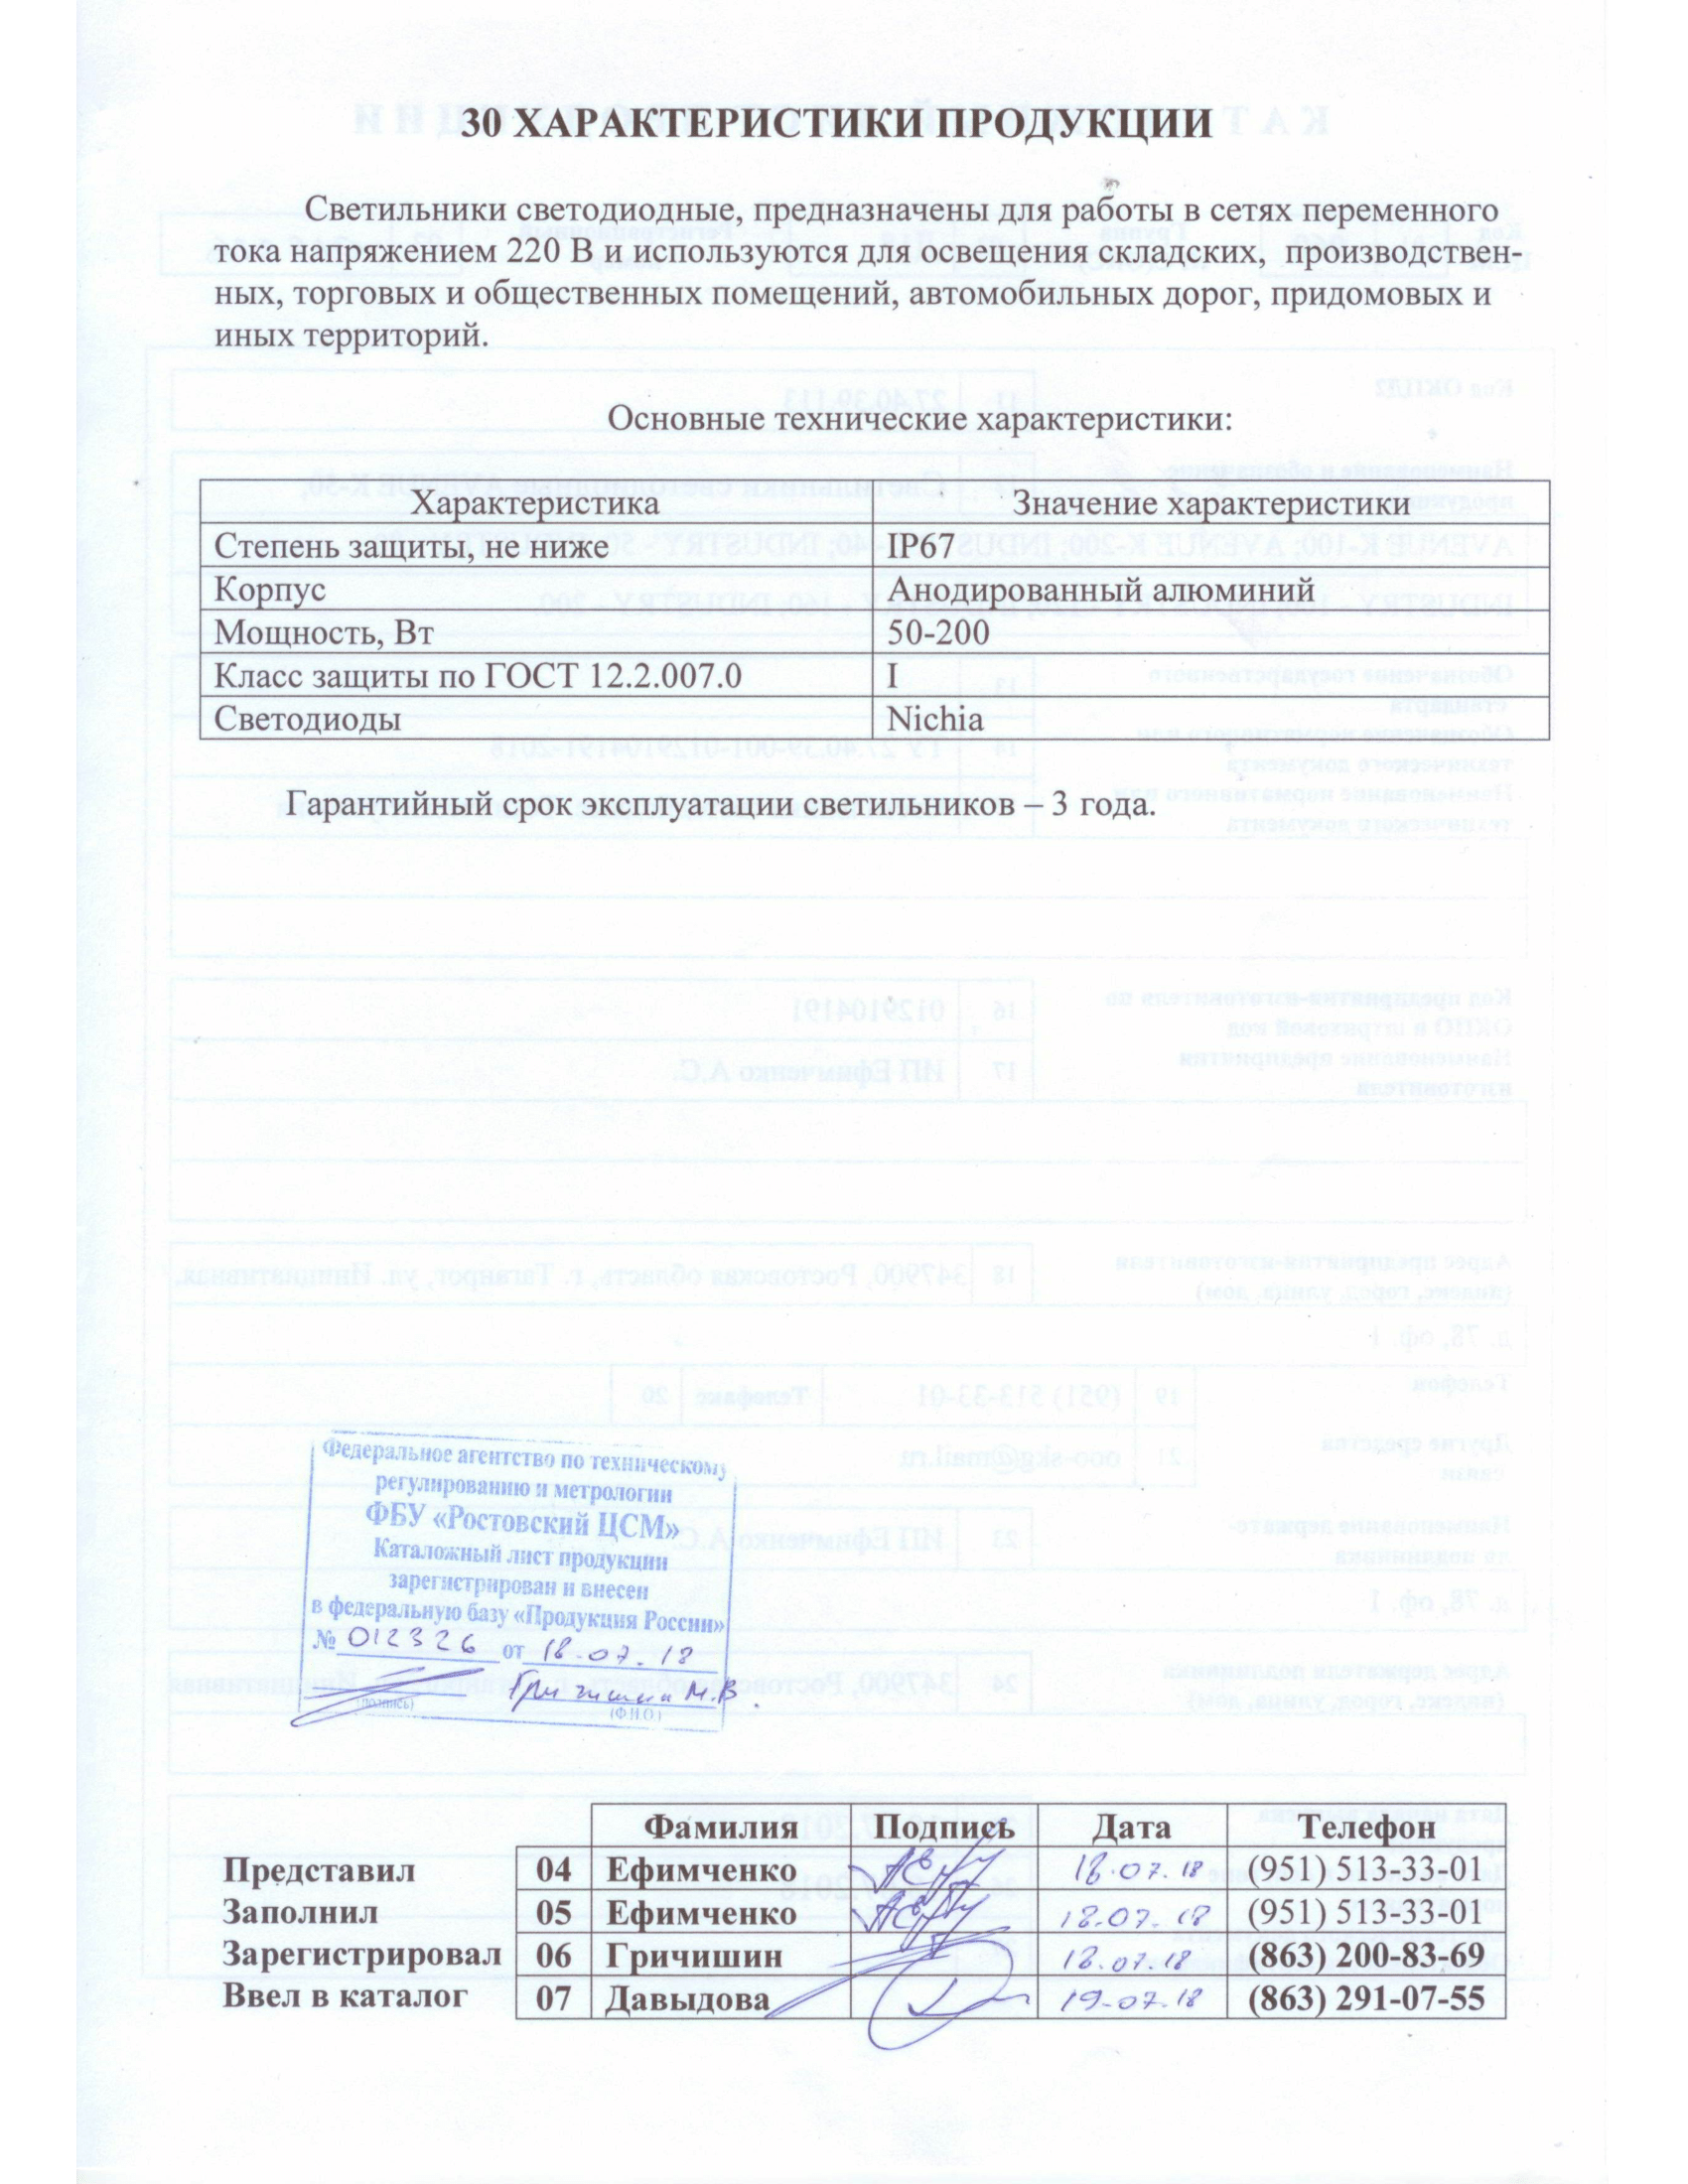 30 ХАРАКТЕРИСТИКИ ПРОДУКЦИИ
Светильники светодиодные, предназначены для работы в сетях переменного
тока напряжением 220 В и используются для освещения складских, производствен-
ных, торговых и общественных помещений, автомобильных дорог, придомовых и
иных территорий.
Основные технические характеристики:
Характеристика Значение характеристики
Степень защиты, не ниже IP67
Корпус Анодированный алюминий
Мощность, Вт 50-200
Класс защиты по ГОСТ 12.2.007.0 I
Светодиоды Nichia
Гарантийный срок эксплуатации светильников – 3 года.
Федеральное агентство по техническому
регулированию и метрологии
ФБУ «Ростовский ЦСМ»
Каталожный лист продукции
зарегистрирован и внесен
в федеральную базу «Продукция России»
№ 012326 от 18.07.18
Гричишин М.В.
(подпись) (Ф.И.О.)
Фамилия Подпись Дата Телефон
Представил 04 Ефимченко 18.07.18 (951) 513-33-01
Заполнил 05 Ефимченко 18.07.18 (951) 513-33-01
Зарегистрировал 06 Гричишин 18.07.18 (863) 200-83-69
Ввел в каталог 07 Давыдова 19.07.18 (863) 291-07-55